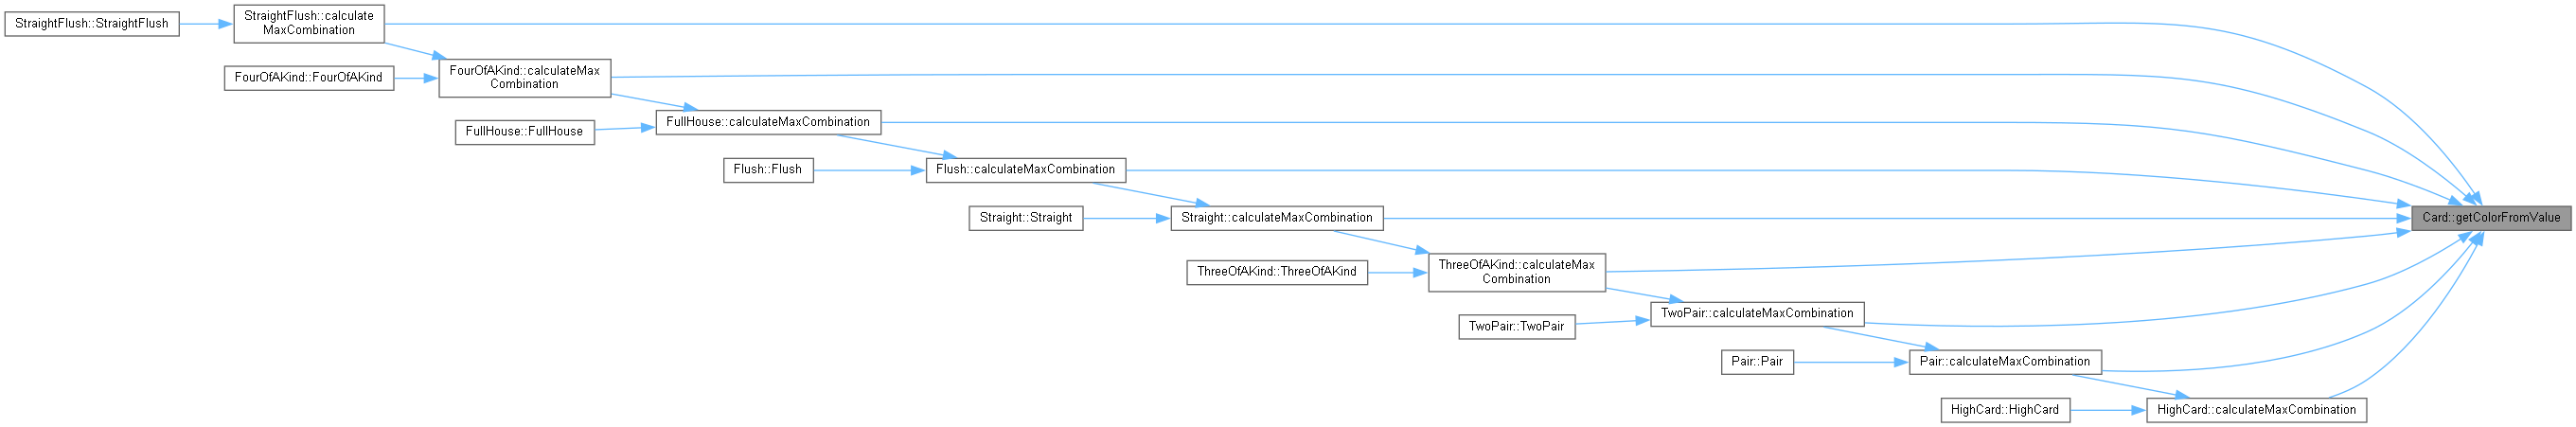 StraightFlush::StraightFlush
StraightFlush::calculate
MaxCombination
FourOfAKind::FourOfAKind
FourOfAKind::calculateMax
Combination
FullHouse::FullHouse
FullHouse::calculateMaxCombination
Flush::Flush
Flush::calculateMaxCombination
Straight::Straight
Straight::calculateMaxCombination
Card::getColorFromValue
ThreeOfAKind::ThreeOfAKind
ThreeOfAKind::calculateMax
Combination
TwoPair::TwoPair
TwoPair::calculateMaxCombination
Pair::Pair
Pair::calculateMaxCombination
HighCard::HighCard
HighCard::calculateMaxCombination